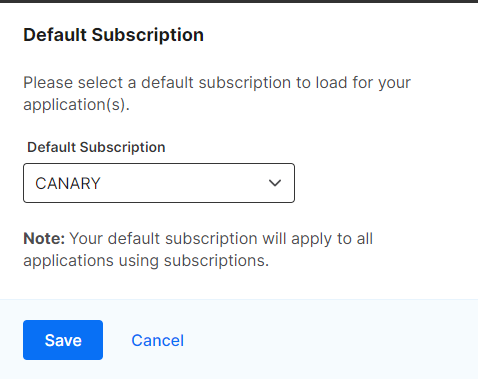 Default Subscription
Please select a default subscription to load for your
application(s).
Default Subscription
CANARY
Note: Your default subscription will apply to all
applications using subscriptions.
Save
Cancel